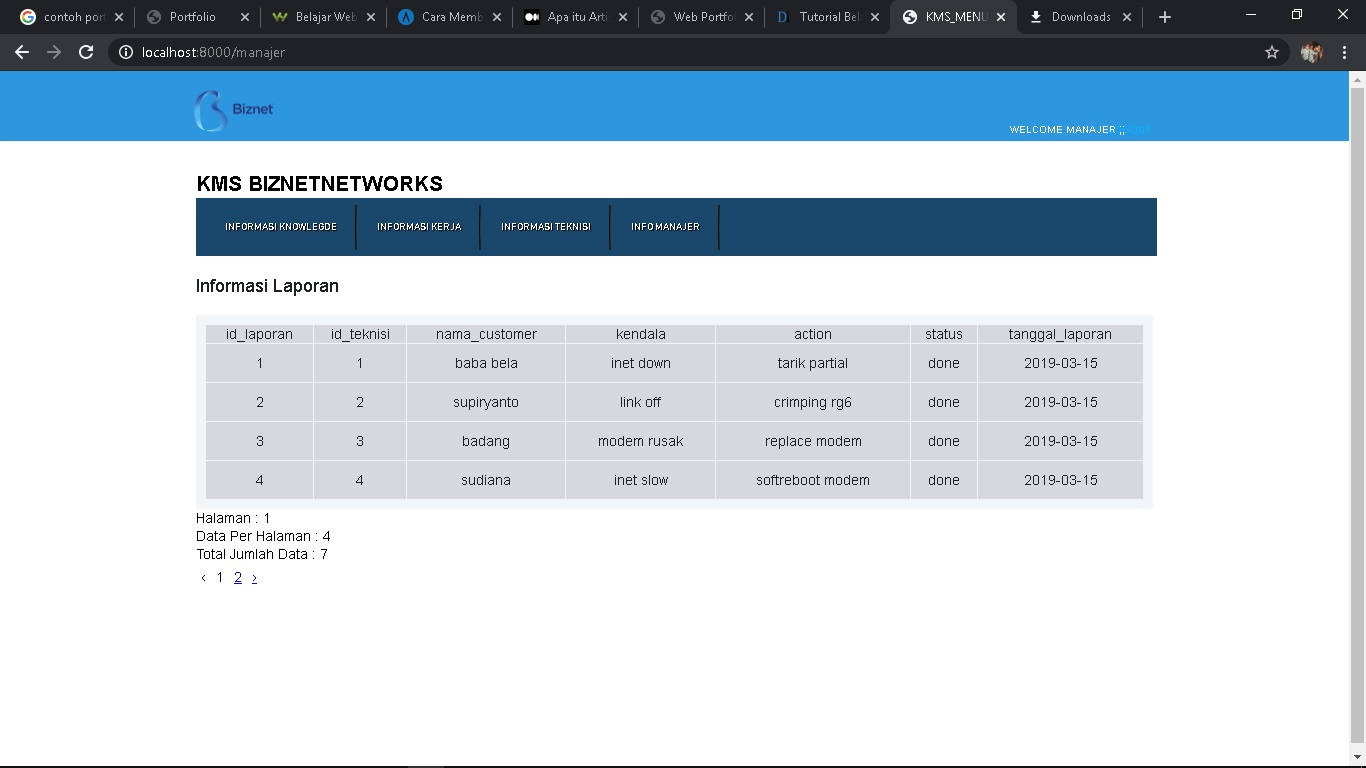 contoh port
Portfolio
Belajar Web
Cara Memb
Apa itu Arti
Web Portfol
Tutorial Bel
KMS_MENU
Downloads
localhost:8000/manajer
Biznet
WELCOME MANAJER ;;
KMS BIZNETNETWORKS
INFORMASI KNOWLEGDE INFORMASI KERJA INFORMASI TEKNISI INFO MANAJER
Informasi Laporan
id_laporan id_teknisi nama_customer kendala action status tanggal_laporan
1 1 baba bela inet down tarik partial done 2019-03-15
2 2 supiryanto link off crimping rg6 done 2019-03-15
3 3 badang modem rusak replace modem done 2019-03-15
4 4 sudiana inet slow softreboot modem done 2019-03-15
Halaman : 1
Data Per Halaman : 4
Total Jumlah Data : 7
‹ 1 2 ›